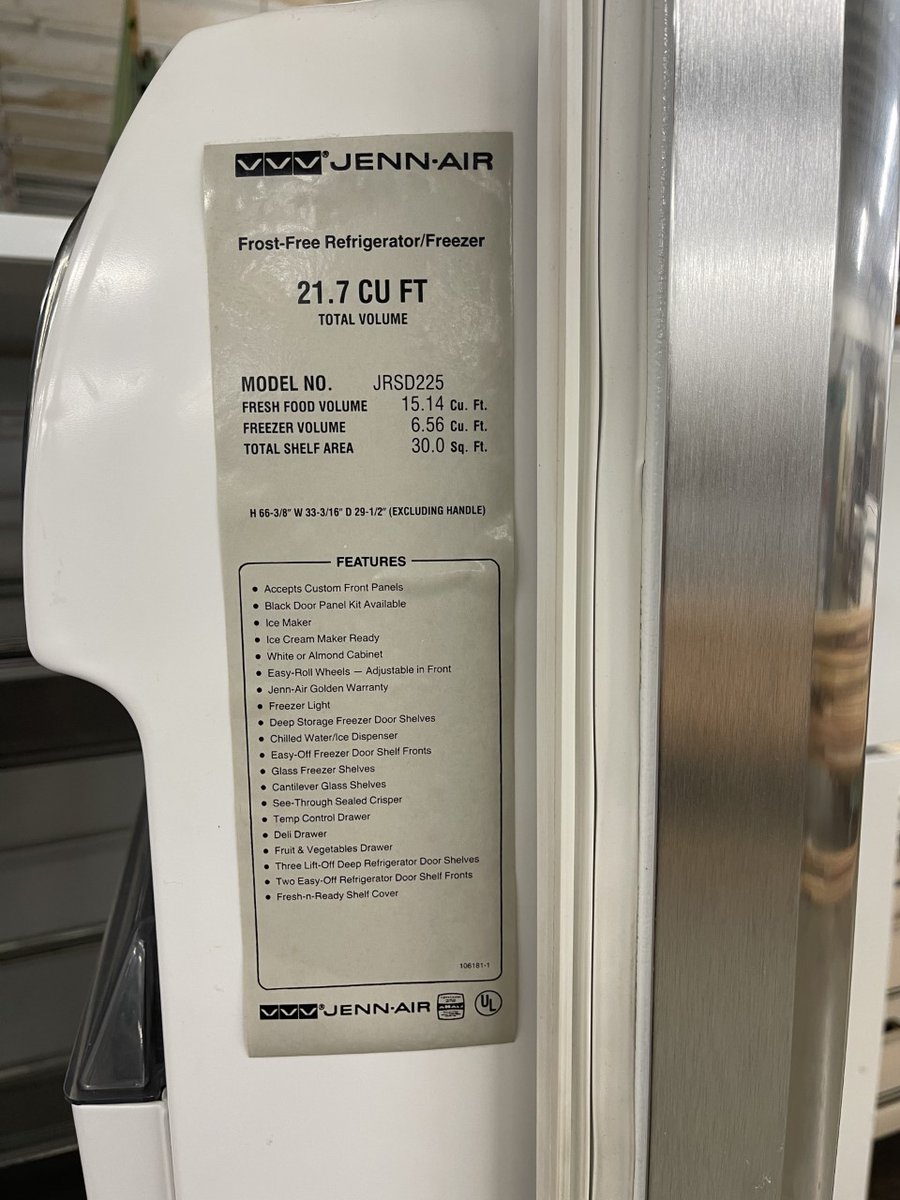 JENN-AIR
Frost-Free Refrigerator/Freezer
21.7 CU FT
TOTAL VOLUME
MODEL NO. JRSD225
FRESH FOOD VOLUME 15.14 Cu. Ft.
FREEZER VOLUME 6.56 Cu. Ft.
TOTAL SHELF AREA 30.0 Sq. Ft.
H 66-3/8" W 33-3/16" D 29-1/2" (EXCLUDING HANDLE)
FEATURES
• Accepts Custom Front Panels
• Black Door Panel Kit Available
• Ice Maker
• Ice Cream Maker Ready
• White or Almond Cabinet
• Easy-Roll Wheels — Adjustable in Front
• Jenn-Air Golden Warranty
• Freezer Light
• Deep Storage Freezer Door Shelves
• Chilled Water/Ice Dispenser
• Easy-Off Freezer Door Shelf Fronts
• Glass Freezer Shelves
• Cantilever Glass Shelves
• See-Through Sealed Crisper
• Temp Control Drawer
• Deli Drawer
• Fruit & Vegetables Drawer
• Three Lift-Off Deep Refrigerator Door Shelves
• Two Easy-Off Refrigerator Door Shelf Fronts
• Fresh-n-Ready Shelf Cover
106181-1
® JENN-AIR AHAM UL